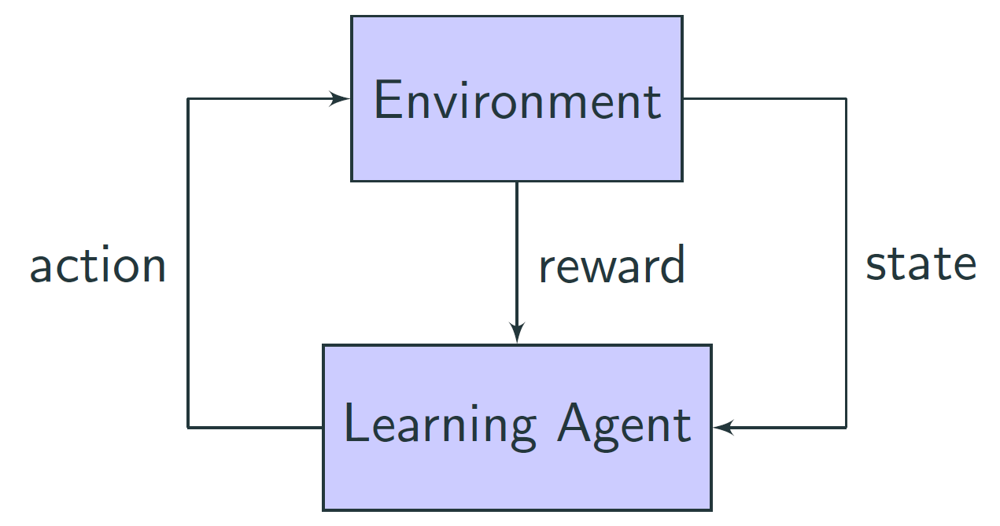 Environment
action
reward
state
Learning Agent